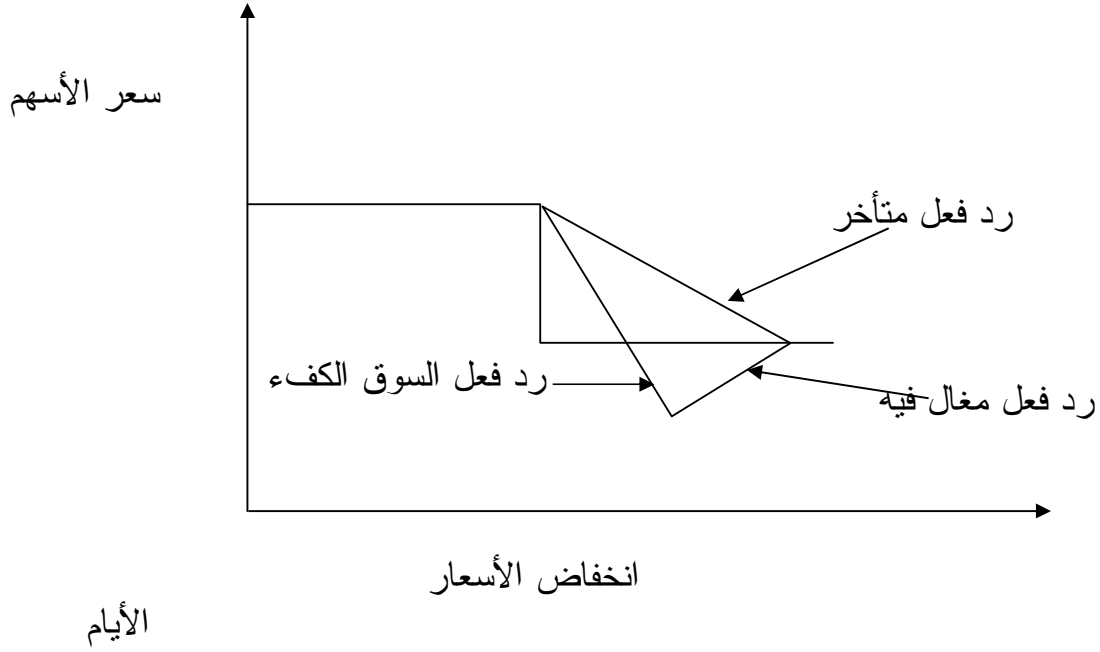 سعر الأسهم
رد فعل متأخر
رد فعل السوق الكفء
رد فعل مغال فيه
انخفاض الأسعار
الأيام